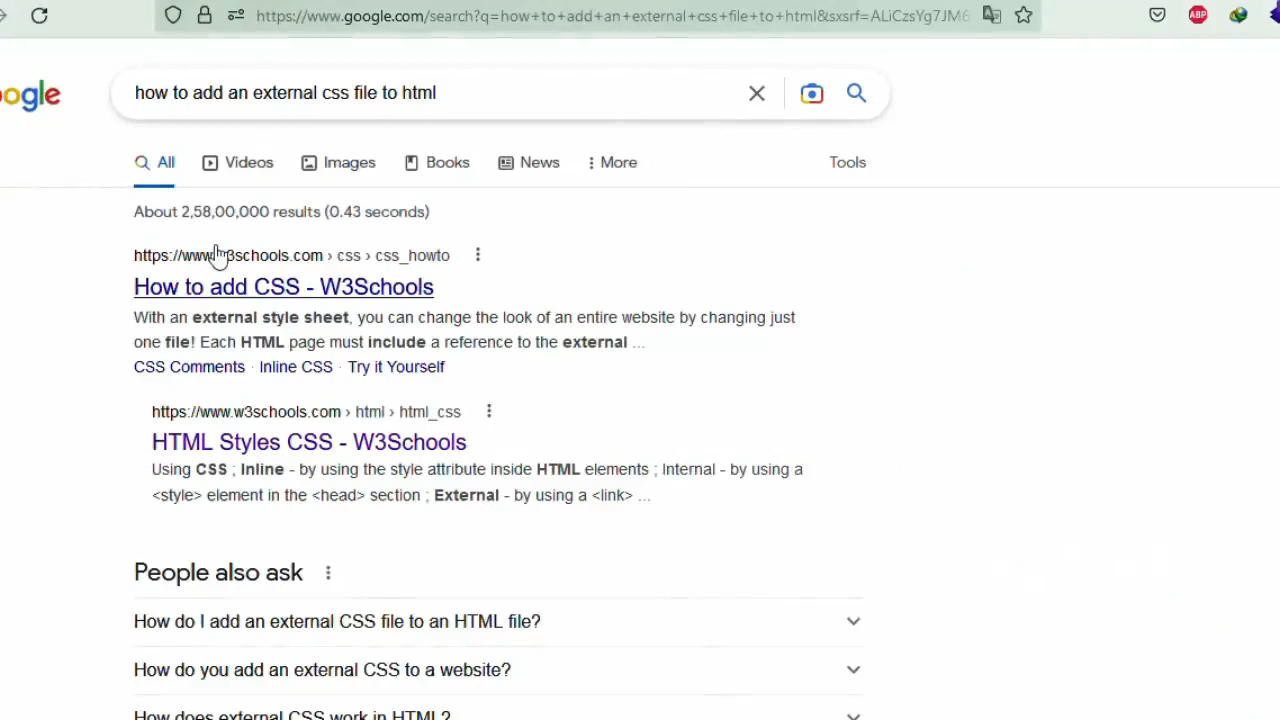 https://www.google.com/search?q=how+to+add+an+external+css+file+to+html&sxsrf=ALiCzsYg7JM6
ABP
ogle
how to add an external css file to html
All
Videos
Images
Books
News
More
Tools
About 2,58,00,000 results (0.43 seconds)
https://www.w3schools.com › css › css_howto
How to add CSS - W3Schools
With an external style sheet, you can change the look of an entire website by changing just
one file! Each HTML page must include a reference to the external ...
CSS Comments · Inline CSS · Try it Yourself
https://www.w3schools.com › html › html_css
HTML Styles CSS - W3Schools
Using CSS ; Inline - by using the style attribute inside HTML elements ; Internal - by using a
<style> element in the <head> section ; External - by using a <link> ...
People also ask
How do I add an external CSS file to an HTML file?
How do you add an external CSS to a website?
How does external CSS work in HTML?